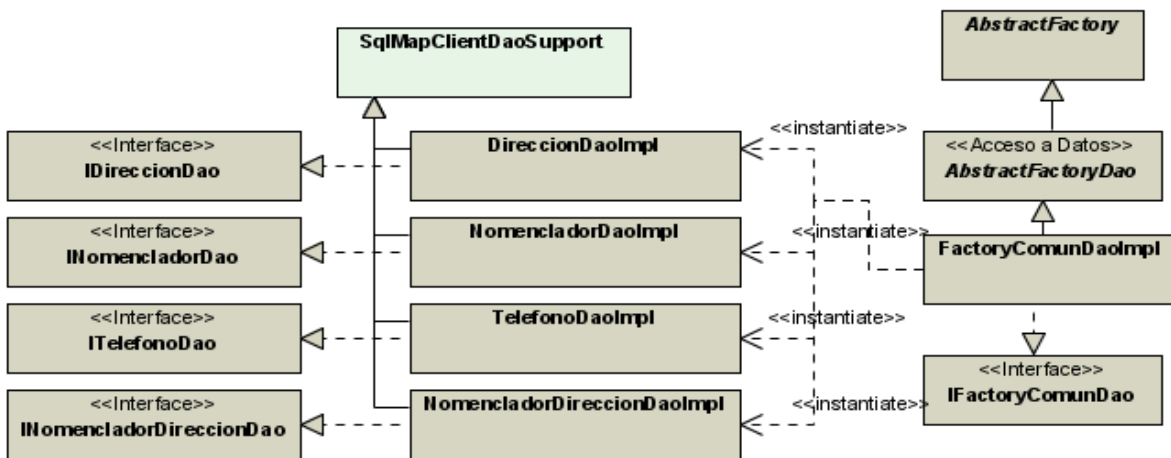 AbstractFactory
SqlMapClientDaoSupport
<<Interface>>
IDireccionDao
DireccionDaoImpl
<<instantiate>>
<<Acceso a Datos>>
AbstractFactoryDao
<<Interface>>
INomencladorDao
NomencladorDaoImpl
<<instantiate>>
FactoryComunDaoImpl
<<Interface>>
ITelefonoDao
TelefonoDaoImpl
<<instantiate>>
<<Interface>>
IFactoryComunDao
<<Interface>>
INomencladorDireccionDao
NomencladorDireccionDaoImpl
<<instantiate>>